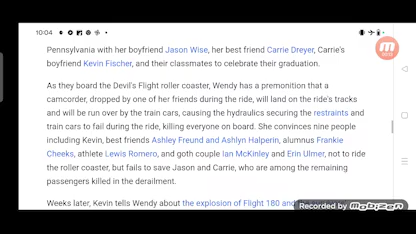 10:04
Pennsylvania with her boyfriend Jason Wise, her best friend Carrie Dreyer, Carrie's
boyfriend Kevin Fischer, and their classmates to celebrate their graduation.
As they board the Devil's Flight roller coaster, Wendy has a premonition that a
camcorder, dropped by one of her friends during the ride, will land on the ride's tracks
and will be run over by the train cars, causing the hydraulics securing the restraints and
train cars to fail during the ride, killing everyone on board. She convinces nine people
including Kevin, best friends Ashley Freund and Ashlyn Halperin, alumnus Frankie
Cheeks, athlete Lewis Romero, and goth couple Ian McKinley and Erin Ulmer, not to ride
the roller coaster, but fails to save Jason and Carrie, who are among the remaining
passengers killed in the derailment.
Weeks later, Kevin tells Wendy about the explosion of Flight 180 and
Recorded by mobizen